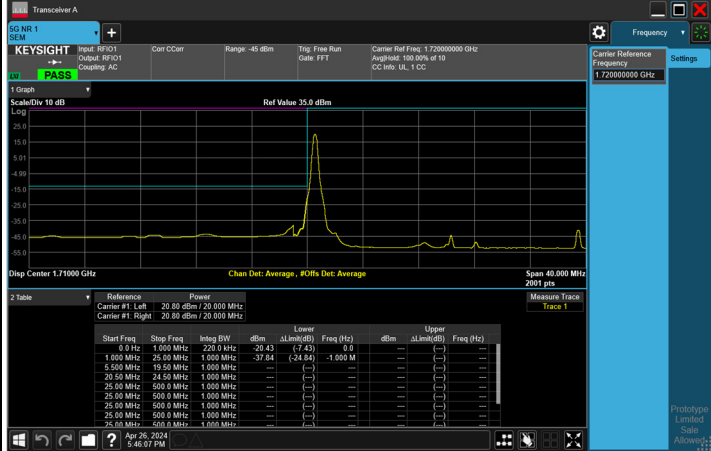 Transceiver A
5G NR 1
SEM
Frequency
KEYSIGHT
Input: RFIO1
Output: RFIO1
Coupling: AC
Corr CCorr
Range: -45 dBm
Trig: Free Run
Gate: FFT
Carrier Ref Freq: 1.720000000 GHz
Avg|Hold: 100.00% of 10
CC Info: UL, 1 CC
PASS
Carrier Reference
Frequency
1.720000000 GHz
Settings
1 Graph
Scale/Div 10 dB
Ref Value 35.0 dBm
Log
25.0
15.0
5.01
-4.99
-15.0
-25.0
-35.0
-45.0
-55.0
Disp Center 1.71000 GHz
Chan Det: Average, #Offs Det: Average
Span 40.000 MHz
2001 pts
2 Table
Reference Power
Carrier #1: Left 20.80 dBm / 20.000 MHz
Carrier #1: Right 20.80 dBm / 20.000 MHz
Measure Trace
Trace 1
Lower Upper
Start Freq Stop Freq Integ BW dBm ΔLimit(dB) Freq (Hz) dBm ΔLimit(dB) Freq (Hz)
0.0 Hz 1.000 MHz 220.0 kHz -20.43 (-7.43) 0.0 --- (---) ---
1.000 MHz 25.00 MHz 1.000 MHz -37.84 (-24.84) -1.000 M --- (---) ---
5.500 MHz 19.50 MHz 1.000 MHz --- (---) --- --- (---) ---
20.50 MHz 24.50 MHz 1.000 MHz --- (---) --- --- (---) ---
25.00 MHz 500.0 MHz 1.000 MHz --- (---) --- --- (---) ---
25.00 MHz 500.0 MHz 1.000 MHz --- (---) --- --- (---) ---
25.00 MHz 500.0 MHz 1.000 MHz --- (---) --- --- (---) ---
25.00 MHz 500.0 MHz 1.000 MHz --- (---) --- --- (---) ---
Apr 26, 2024
5:46:07 PM
Prototype
Limited
Sale
Allowed